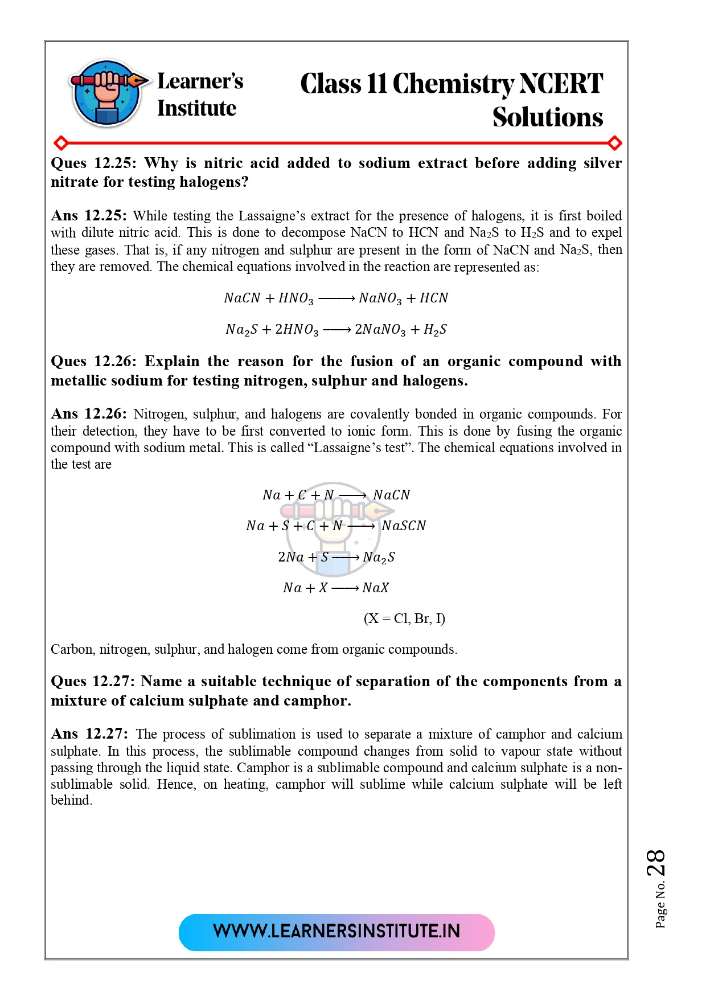 Learner's
Institute
Class 11 Chemistry NCERT
Solutions
Ques 12.25: Why is nitric acid added to sodium extract before adding silver
nitrate for testing halogens?
Ans 12.25: While testing the Lassaigne's extract for the presence of halogens, it is first boiled
with dilute nitric acid. This is done to decompose NaCN to HCN and Na₂S to H₂S and to expel
these gases. That is, if any nitrogen and sulphur are present in the form of NaCN and Na₂S, then
they are removed. The chemical equations involved in the reaction are represented as:
NaCN + HNO₃ ⟶ NaNO₃ + HCN
Na₂S + 2HNO₃ ⟶ 2NaNO₃ + H₂S
Ques 12.26: Explain the reason for the fusion of an organic compound with
metallic sodium for testing nitrogen, sulphur and halogens.
Ans 12.26: Nitrogen, sulphur, and halogens are covalently bonded in organic compounds. For
their detection, they have to be first converted to ionic form. This is done by fusing the organic
compound with sodium metal. This is called “Lassaigne's test”. The chemical equations involved in
the test are
Na + C + N ⟶ NaCN
Na + S + C + N ⟶ NaSCN
2Na + S ⟶ Na₂S
Na + X ⟶ NaX
(X = Cl, Br, I)
Carbon, nitrogen, sulphur, and halogen come from organic compounds.
Ques 12.27: Name a suitable technique of separation of the components from a
mixture of calcium sulphate and camphor.
Ans 12.27: The process of sublimation is used to separate a mixture of camphor and calcium
sulphate. In this process, the sublimable compound changes from solid to vapour state without
passing through the liquid state. Camphor is a sublimable compound and calcium sulphate is a non-
sublimable solid. Hence, on heating, camphor will sublime while calcium sulphate will be left
behind.
Page No. 28
WWW.LEARNERSINSTITUTE.IN